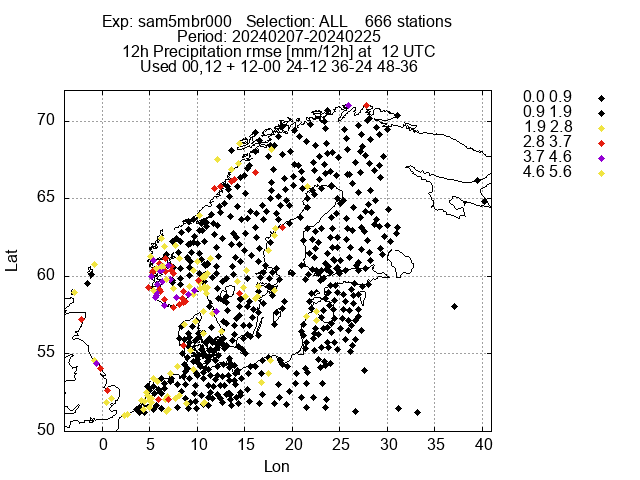 Exp: sam5mbr000   Selection: ALL    666 stations
Period: 20240207-20240225
12h Precipitation rmse [mm/12h] at  12 UTC
Used 00,12 + 12-00 24-12 36-24 48-36
0.0 0.9
0.9 1.9
1.9 2.8
2.8 3.7
3.7 4.6
4.6 5.6
70
65
60
55
50
Lat
0 5 10 15 20 25 30 35 40
Lon